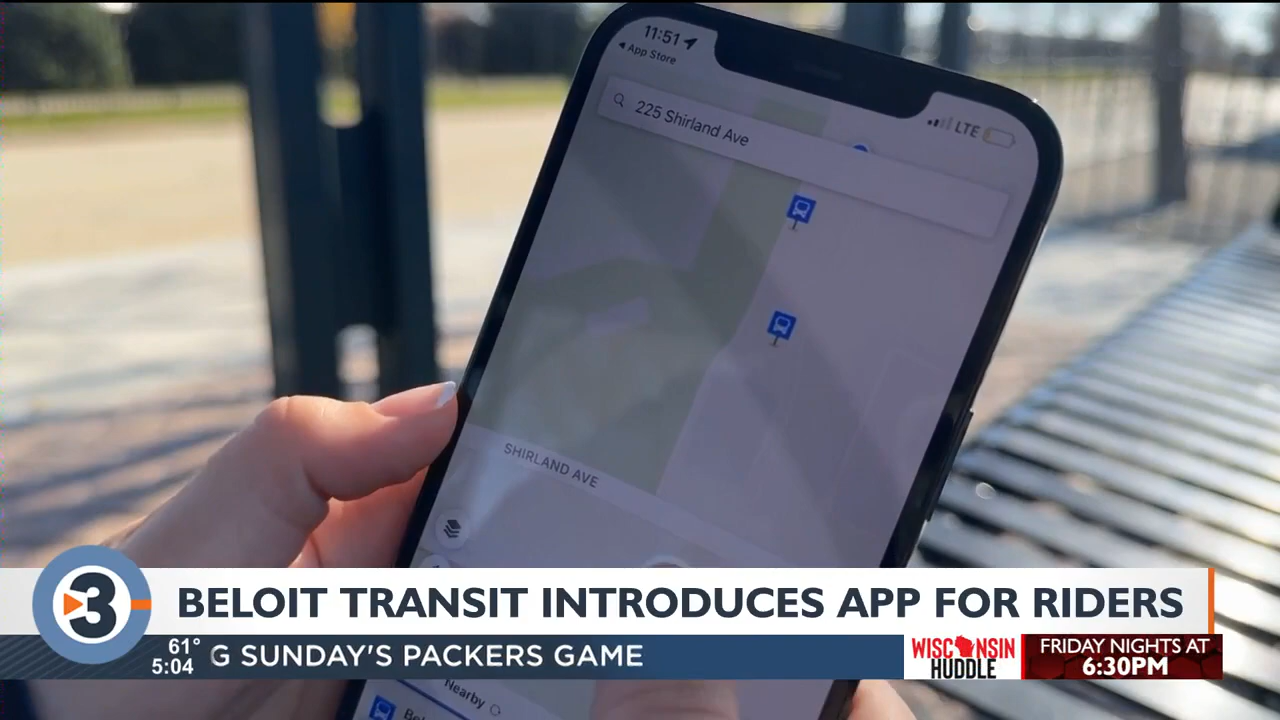 11:51
App Store
LTE
225 Shirland Ave
SHIRLAND AVE
3
BELOIT TRANSIT INTRODUCES APP FOR RIDERS
61°
5:04
G SUNDAY'S PACKERS GAME
WISCONSIN
HUDDLE
FRIDAY NIGHTS AT
6:30PM
Nearby